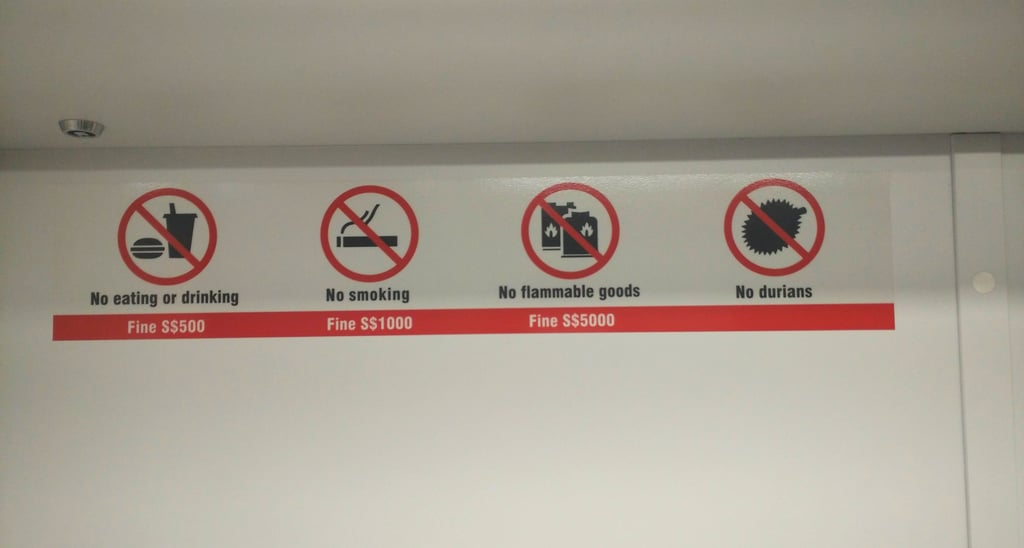 No eating or drinking
No smoking
No flammable goods
No durians
Fine S$500
Fine S$1000
Fine S$5000